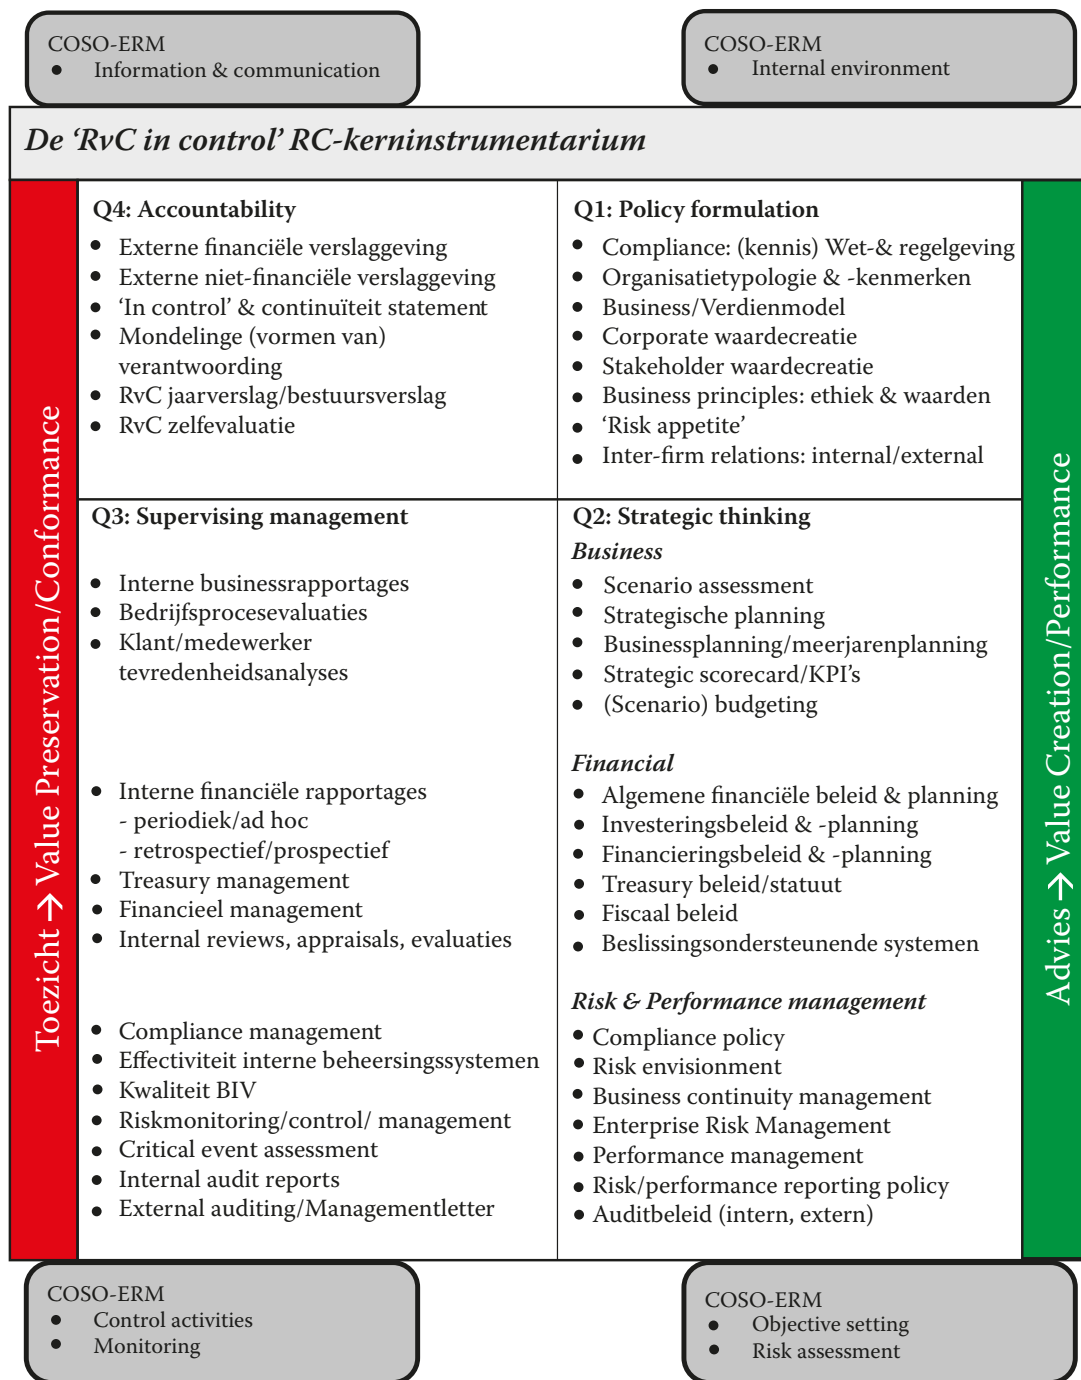 COSO-ERM
• Information & communication
COSO-ERM
• Internal environment
De ‘RvC in control’ RC-kerninstrumentarium
Toezicht → Value Preservation/Conformance
Q4: Accountability
• Externe financiële verslaggeving
• Externe niet-financiële verslaggeving
• ‘In control’ & continuïteit statement
• Mondelinge (vormen van)
verantwoording
• RvC jaarverslag/bestuursverslag
• RvC zelfevaluatie
Q1: Policy formulation
• Compliance: (kennis) Wet-& regelgeving
• Organisatietypologie & -kenmerken
• Business/Verdienmodel
• Corporate waardecreatie
• Stakeholder waardecreatie
• Business principles: ethiek & waarden
• ‘Risk appetite’
• Inter-firm relations: internal/external
Q3: Supervising management
• Interne businessrapportages
• Bedrijfsprocesevaluaties
• Klant/medewerker
tevredenheidsanalyses
• Interne financiële rapportages
- periodiek/ad hoc
- retrospectief/prospectief
• Treasury management
• Financieel management
• Internal reviews, appraisals, evaluaties
• Compliance management
• Effectiviteit interne beheersingssystemen
• Kwaliteit BIV
• Riskmonitoring/control/ management
• Critical event assessment
• Internal audit reports
• External auditing/Managementletter
Q2: Strategic thinking
Business
• Scenario assessment
• Strategische planning
• Businessplanning/meerjarenplanning
• Strategic scorecard/KPI’s
• (Scenario) budgeting
Financial
• Algemene financiële beleid & planning
• Investeringsbeleid & -planning
• Financieringsbeleid & -planning
• Treasury beleid/statuut
• Fiscaal beleid
• Beslissingsondersteunende systemen
Risk & Performance management
• Compliance policy
• Risk envisionment
• Business continuity management
• Enterprise Risk Management
• Performance management
• Risk/performance reporting policy
• Auditbeleid (intern, extern)
Advies → Value Creation/Performance
COSO-ERM
• Control activities
• Monitoring
COSO-ERM
• Objective setting
• Risk assessment